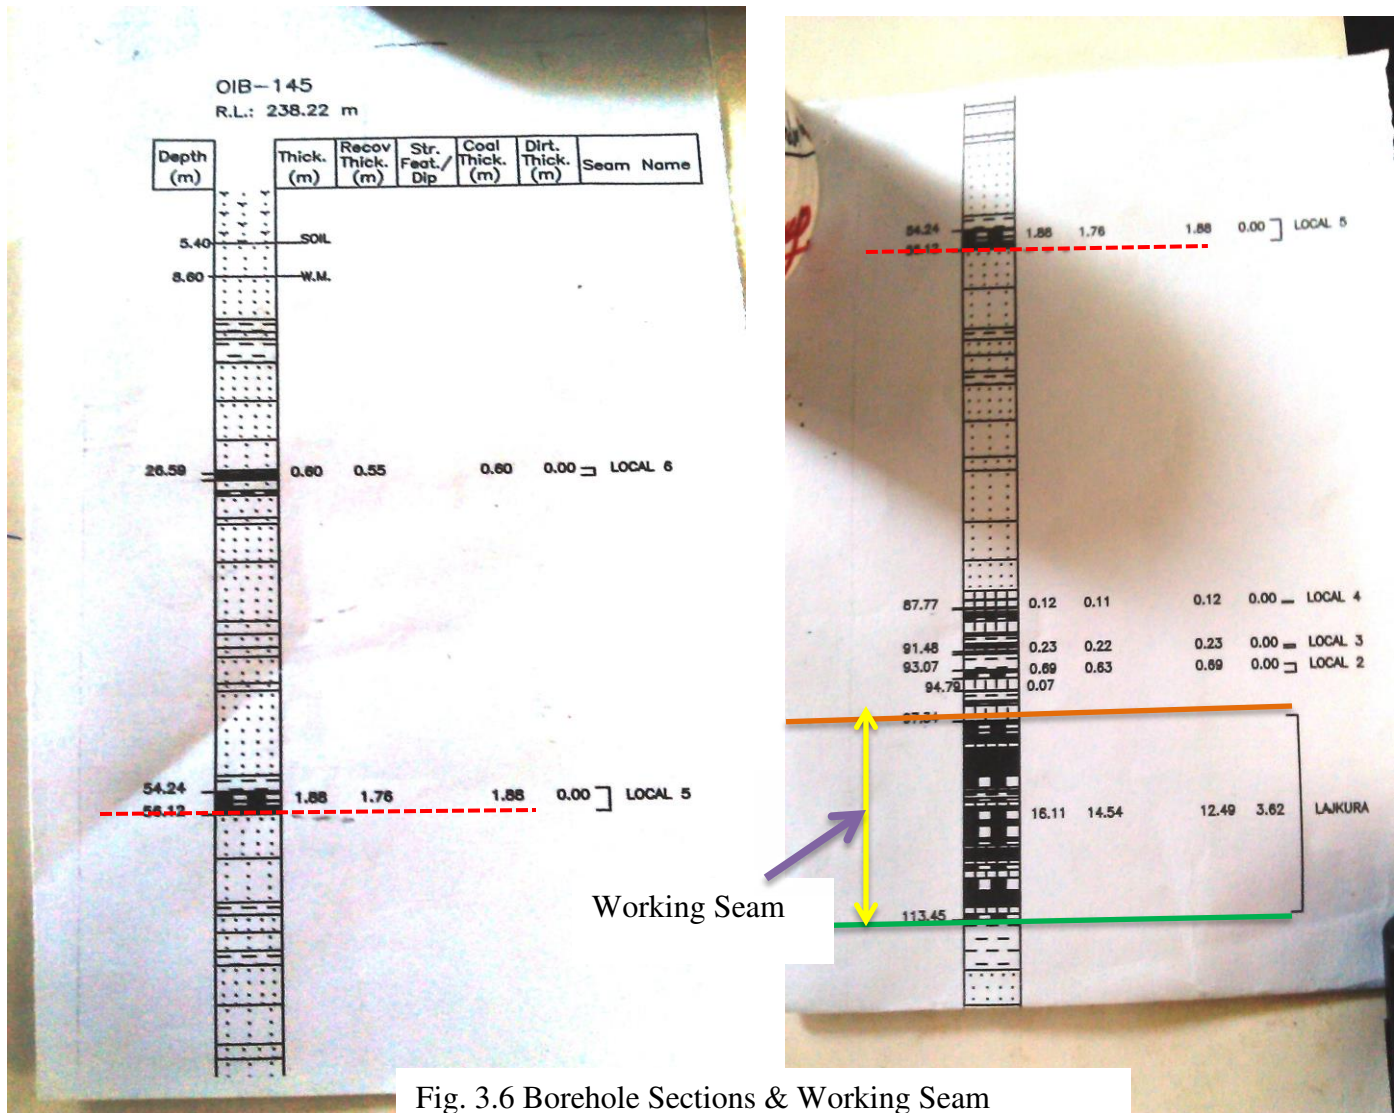 OIB-145
R.L.: 238.22 m
Depth (m) Thick. (m) Recov Thick. (m) Str. Feat./ Dip Coal Thick. (m) Dirt. Thick. (m) Seam Name
5.40 SOIL
8.60 W.M.
26.59 0.60 0.55 0.60 0.00 LOCAL 6
54.24
1.88 1.76 1.88 0.00 LOCAL 5
56.12
54.24 1.88 1.76 1.88 0.00 LOCAL 5
87.77 0.12 0.11 0.12 0.00 LOCAL 4
91.48 0.23 0.22 0.23 0.00 LOCAL 3
93.07 0.69 0.63 0.69 0.00 LOCAL 2
94.79 0.07
16.11 14.54 12.49 3.62 LAJKURA
113.45
Working Seam
Fig. 3.6 Borehole Sections & Working Seam